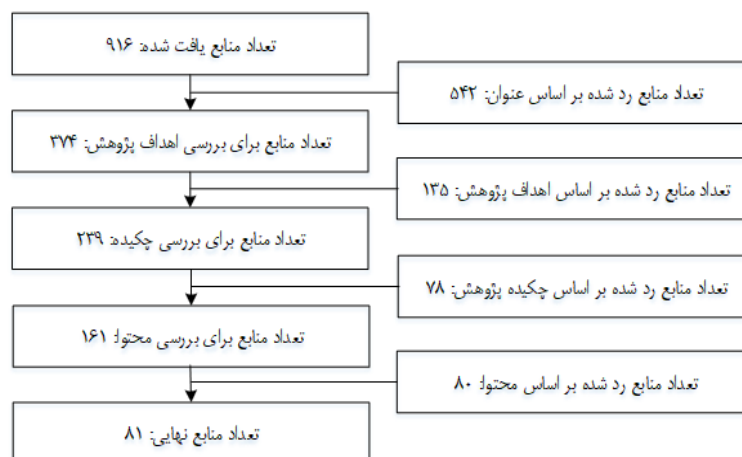 تعداد منابع یافت شده: ۹۱۶
تعداد منابع رد شده بر اساس عنوان: ۵۴۲
تعداد منابع برای بررسی اهداف پژوهش: ۳۷۴
تعداد منابع رد شده بر اساس اهداف پژوهش: ۱۳۵
تعداد منابع برای بررسی چکیده: ۲۳۹
تعداد منابع رد شده بر اساس چکیده پژوهش: ۷۸
تعداد منابع برای بررسی محتوا: ۱۶۱
تعداد منابع رد شده بر اساس محتوا: ۸۰
تعداد منابع نهایی: ۸۱